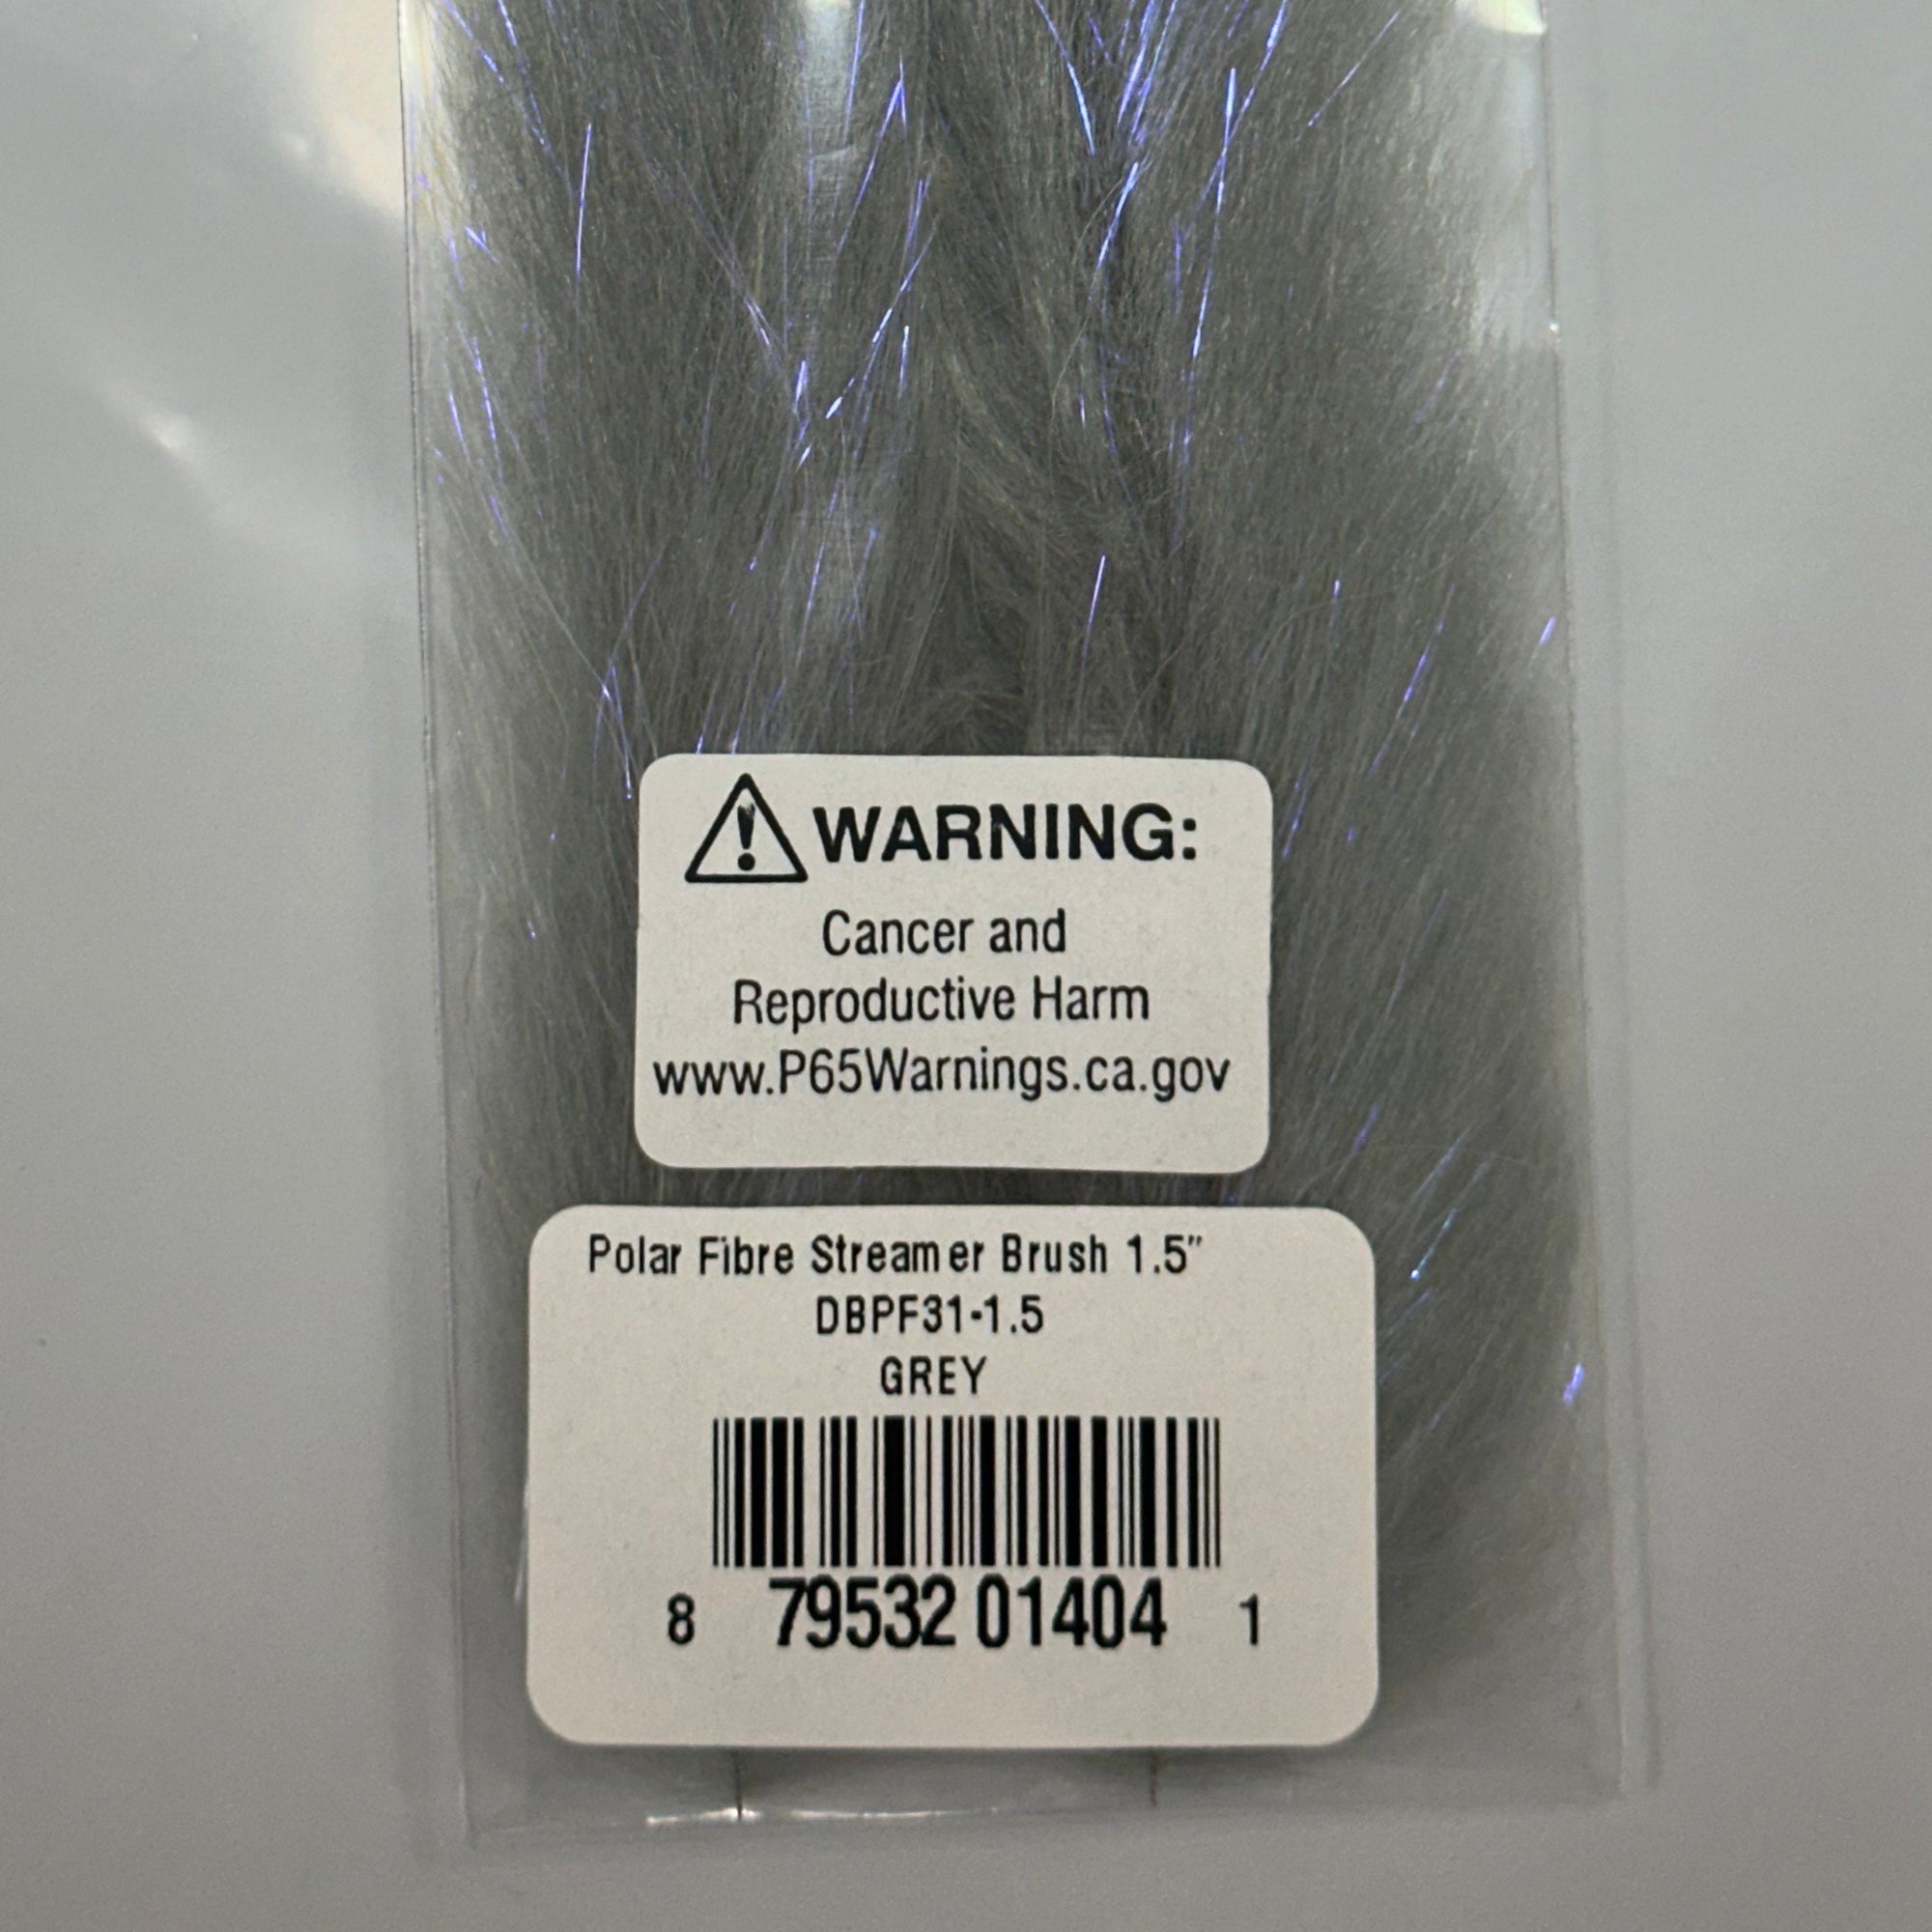 WARNING:
Cancer and
Reproductive Harm
www.P65Warnings.ca.gov
Polar Fibre Streamer Brush 1.5"
DBPF31-1.5
GREY
8 79532 01404 1